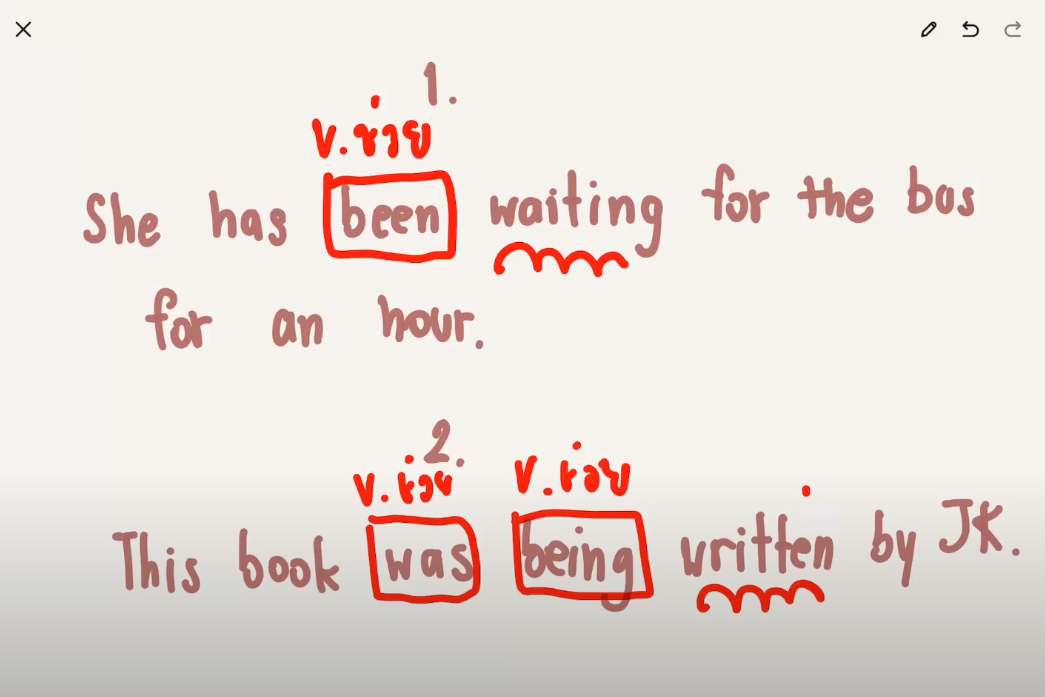 1.
v.ช่วย
She has been waiting for the bus
for an hour.
2.
v.ช่วย v.ช่วย
This book was being written by JK.